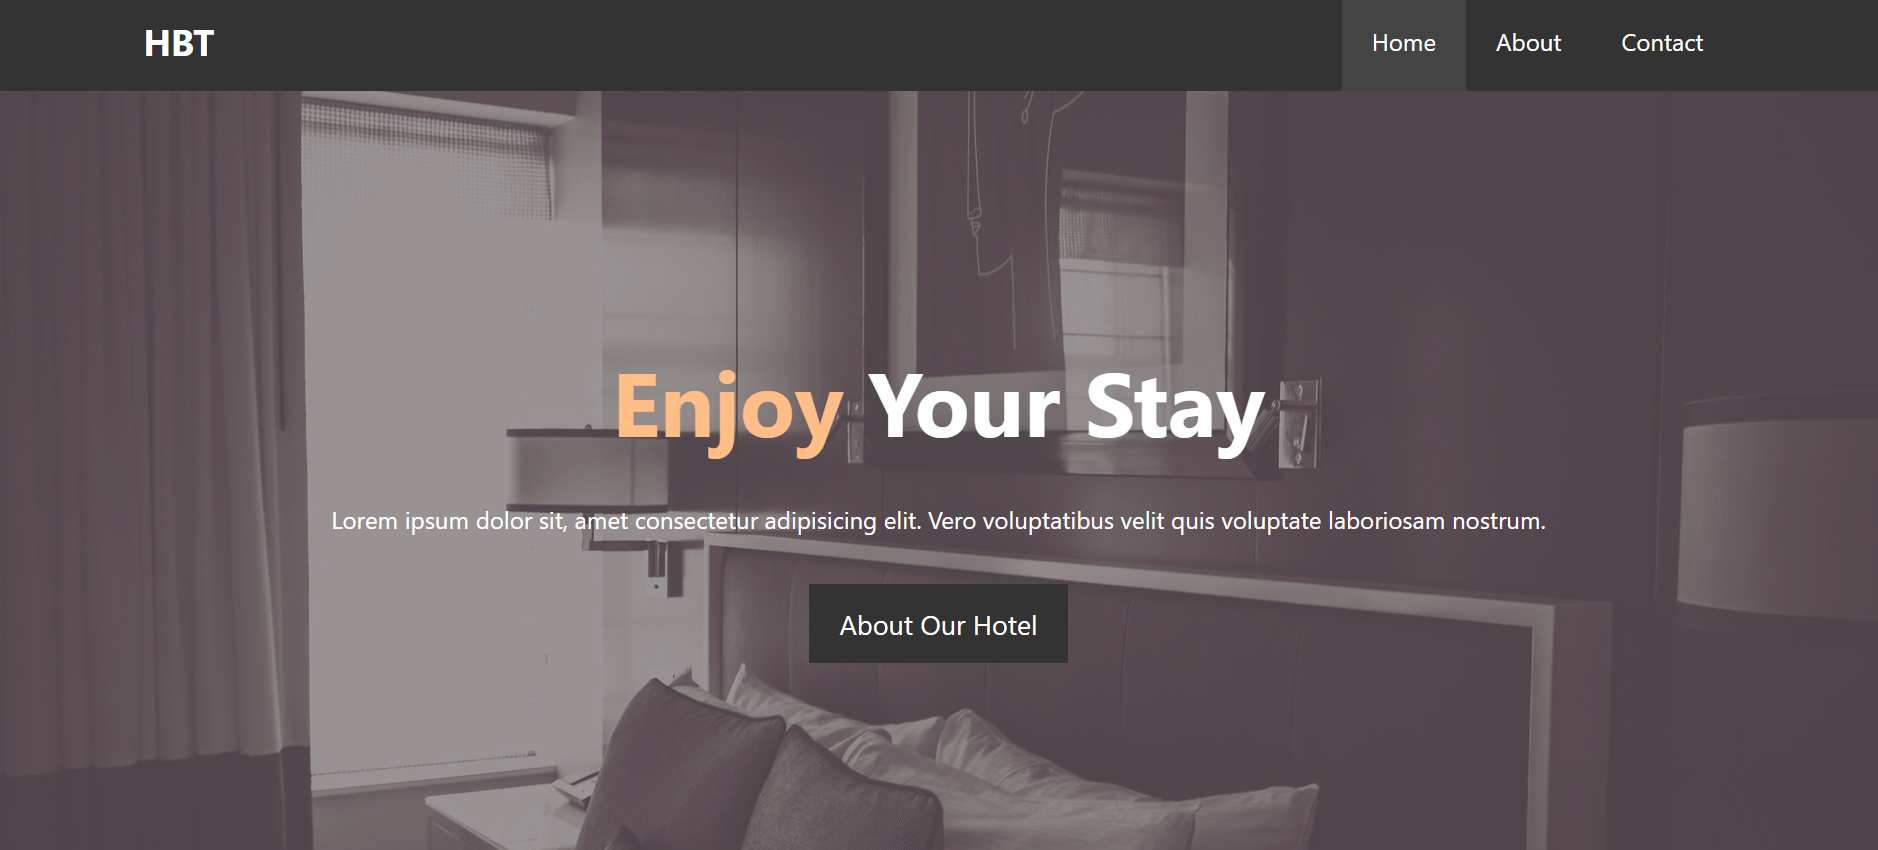 HBT
Home
About
Contact
Enjoy Your Stay
Lorem ipsum dolor sit, amet consectetur adipisicing elit. Vero voluptatibus velit quis voluptate laboriosam nostrum.
About Our Hotel